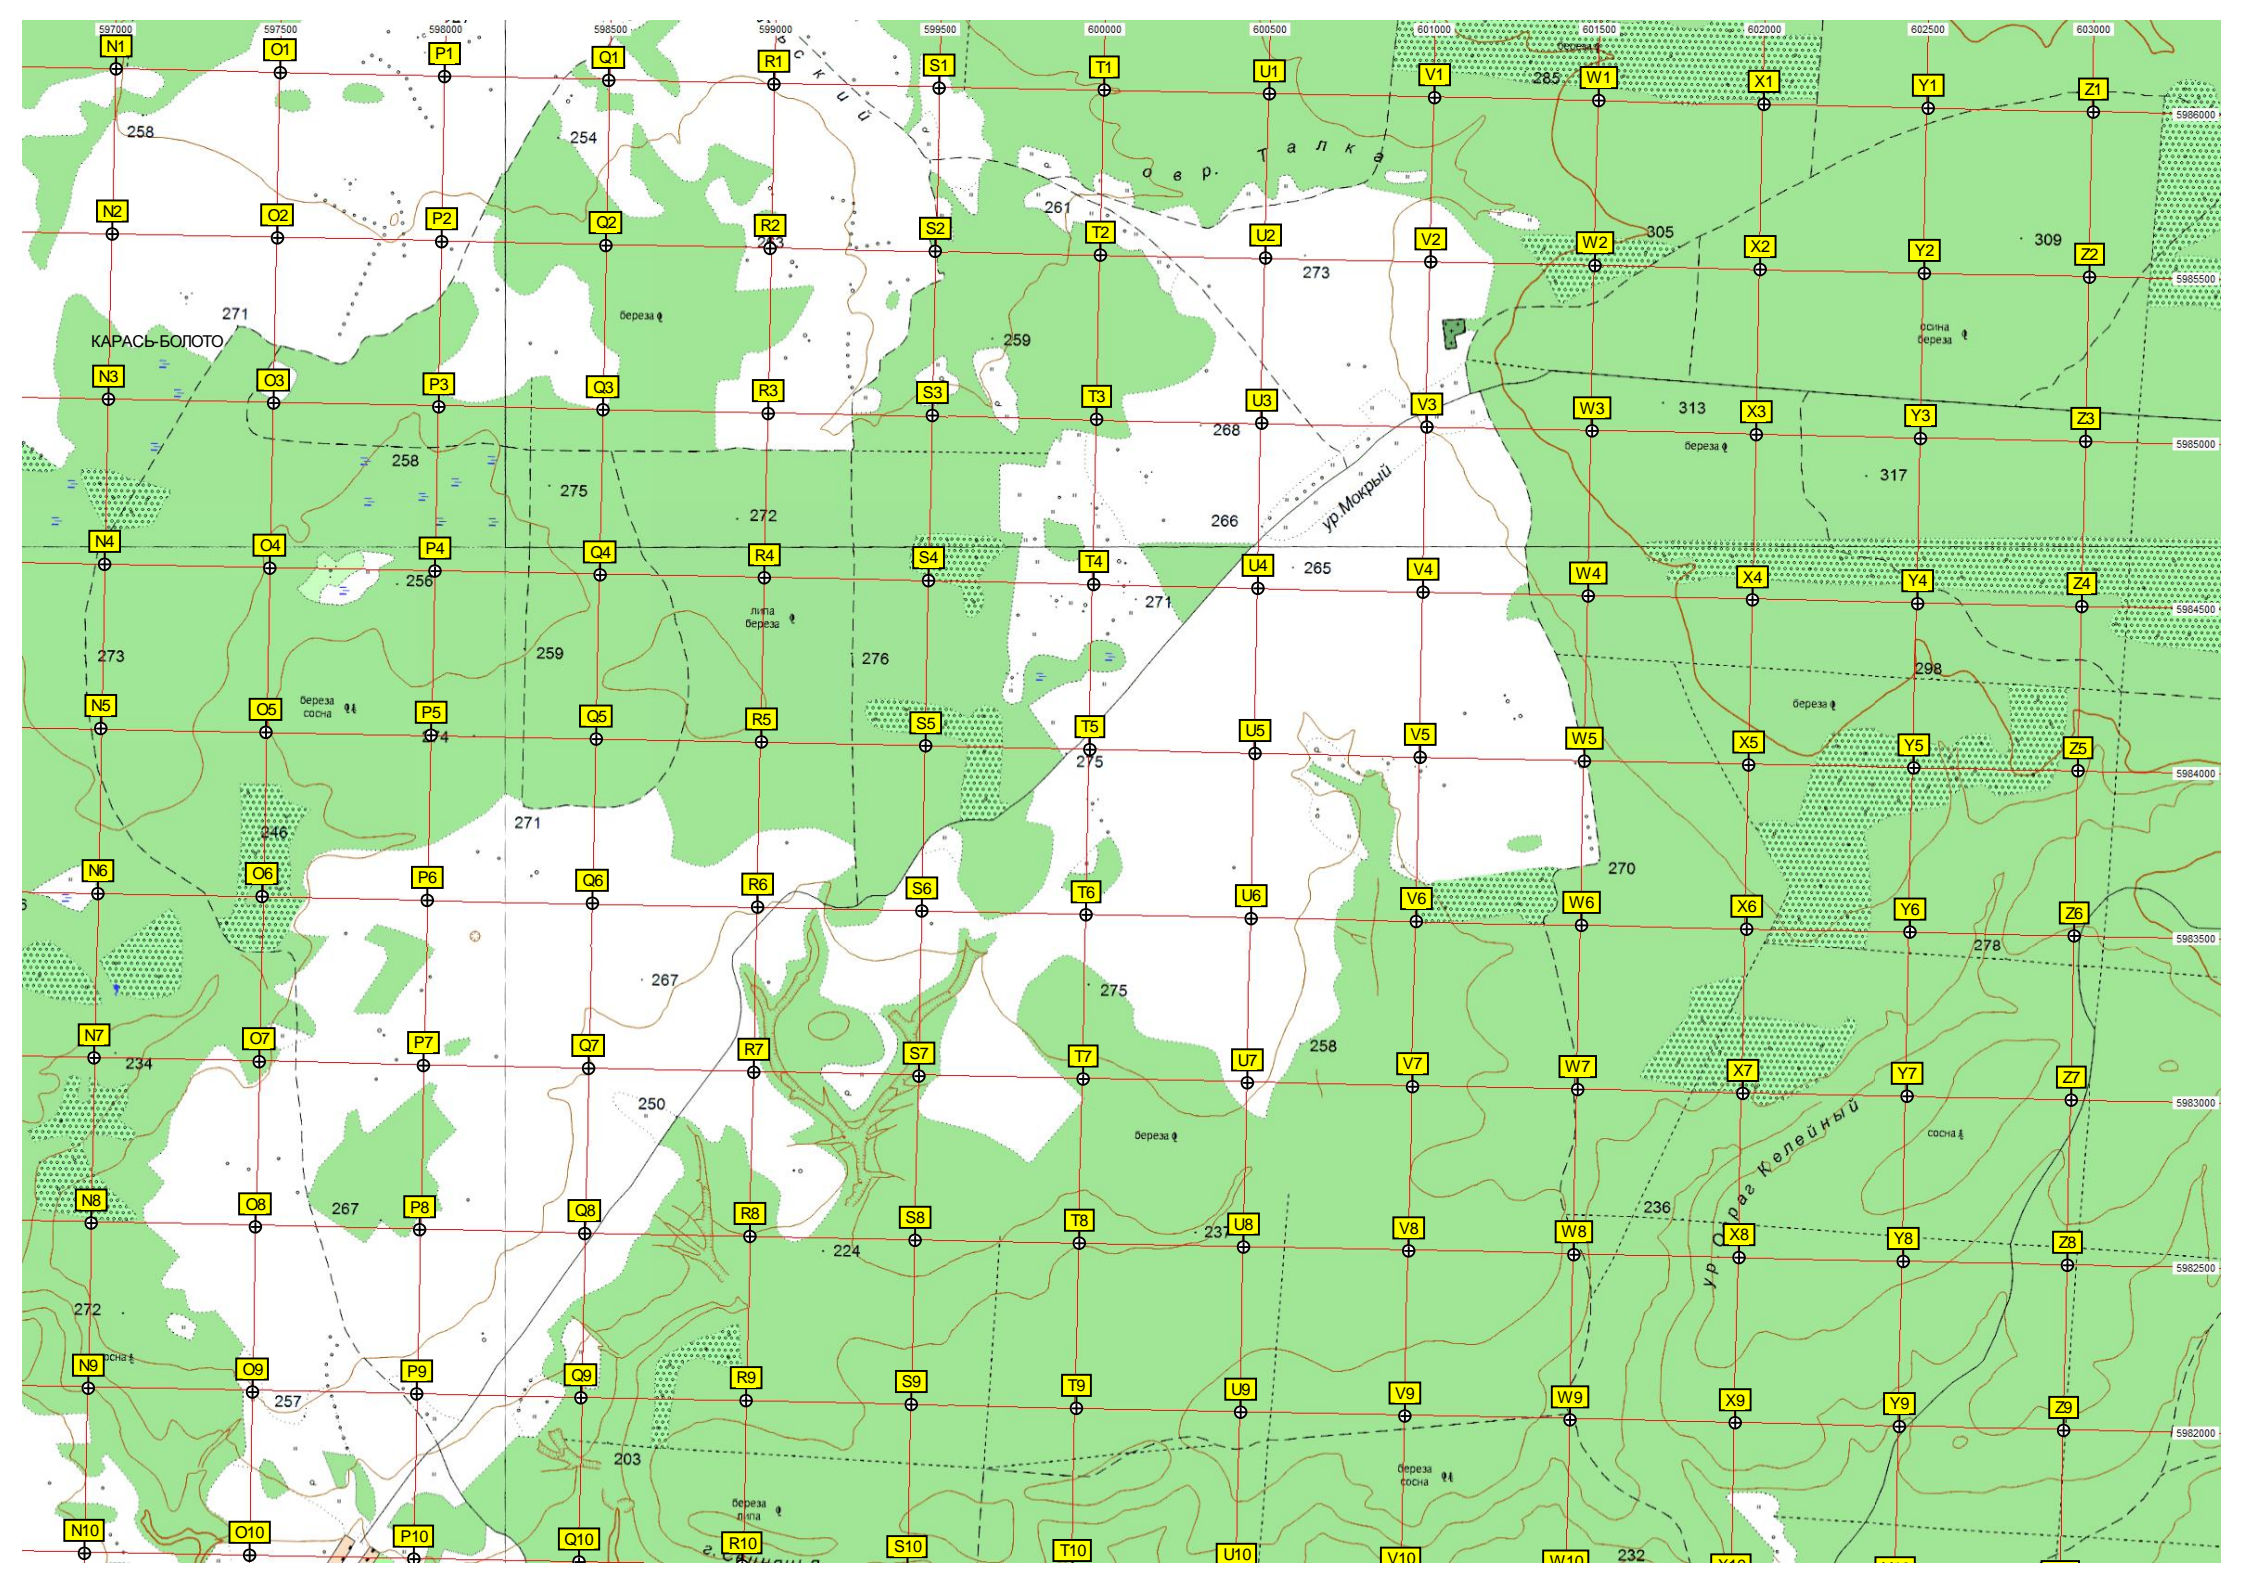 597000 597500 598000 598500 599000 599500 600000 600500 601000 601500 602000 602500 603000
N1 O1 P1 Q1 R1 S1 T1 U1 V1 W1 X1 Y1 Z1
с к и й
береза
285
5986000
258
254
овр. Талка
261
N2 O2 P2 Q2 R2 S2 T2 U2 V2 W2 X2 Y2 Z2
263
305
309
273
5985500
271
береза
КАРАСЬ-БОЛОТО
259
осина
береза
N3 O3 P3 Q3 R3 S3 T3 U3 V3 W3 X3 Y3 Z3
313
268
5985000
береза
258
275
317
272
266
ур.Мокрый
N4 O4 P4 Q4 R4 S4 T4 U4 V4 W4 X4 Y4 Z4
256
265
271
5984500
липа
береза
273
259
276
298
береза
сосна
береза
N5 O5 P5 Q5 R5 S5 T5 U5 V5 W5 X5 Y5 Z5
275
5984000
271
246
270
N6 O6 P6 Q6 R6 S6 T6 U6 V6 W6 X6 Y6 Z6
278
5983500
267
275
258
N7 O7 P7 Q7 R7 S7 T7 U7 V7 W7 X7 Y7 Z7
234
250
5983000
береза
сосна
ур. Овраг Келейный
N8 O8 P8 Q8 R8 S8 T8 U8 V8 W8 X8 Y8 Z8
267
236
237
224
5982500
272
сосна
N9 O9 P9 Q9 R9 S9 T9 U9 V9 W9 X9 Y9 Z9
257
5982000
203
береза
сосна
береза
липа
N10 O10 P10 Q10 R10 S10 T10 U10 V10 W10
232